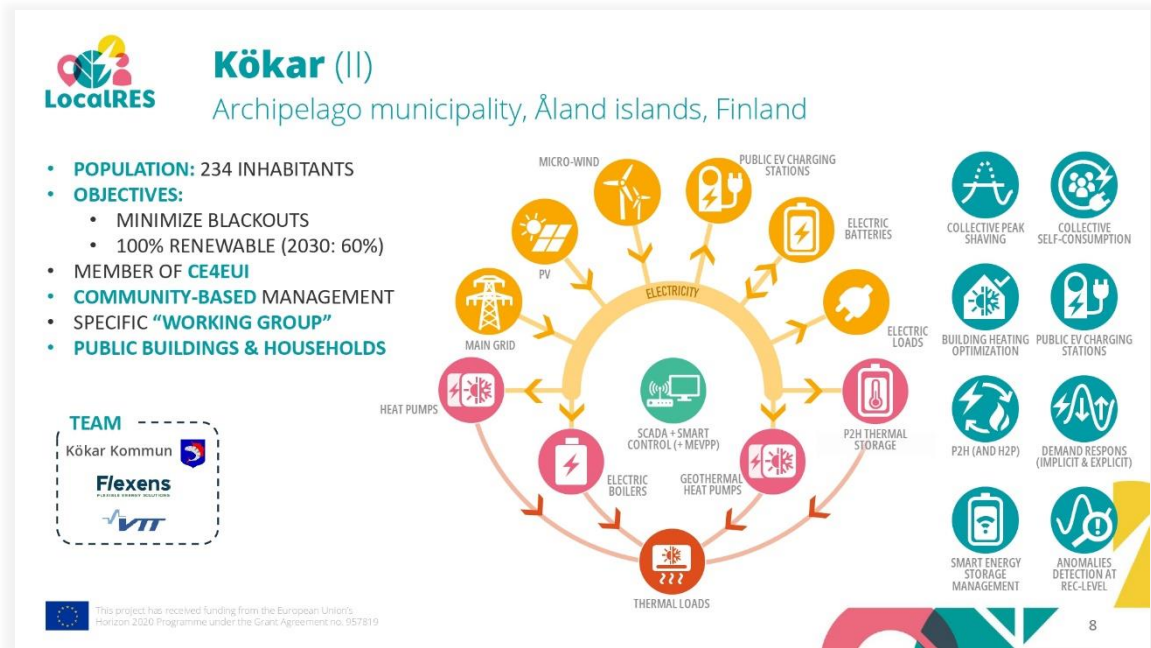 LocalRES
Kökar (II)
Archipelago municipality, Åland islands, Finland
• POPULATION: 234 INHABITANTS
• OBJECTIVES:
• MINIMIZE BLACKOUTS
• 100% RENEWABLE (2030: 60%)
• MEMBER OF CE4EUI
• COMMUNITY-BASED MANAGEMENT
• SPECIFIC “WORKING GROUP”
• PUBLIC BUILDINGS & HOUSEHOLDS
TEAM
Kökar Kommun
Flexens
FLEXIBLE ENERGY SOLUTIONS
VTT
MICRO-WIND
PUBLIC EV CHARGING
STATIONS
PV
ELECTRIC
BATTERIES
MAIN GRID
ELECTRICITY
ELECTRIC
LOADS
HEAT PUMPS
SCADA + SMART
CONTROL (+ MEVPP)
P2H THERMAL
STORAGE
ELECTRIC
BOILERS
GEOTHERMAL
HEAT PUMPS
THERMAL LOADS
COLLECTIVE PEAK
SHAVING
COLLECTIVE
SELF-CONSUMPTION
BUILDING HEATING
OPTIMIZATION
PUBLIC EV CHARGING
STATIONS
P2H (AND H2P)
DEMAND RESPONS
(IMPLICIT & EXPLICIT)
SMART ENERGY
STORAGE
MANAGEMENT
ANOMALIES
DETECTION AT
REC-LEVEL
This project has received funding from the European Union's
Horizon 2020 Programme under the Grant Agreement no. 957819
8